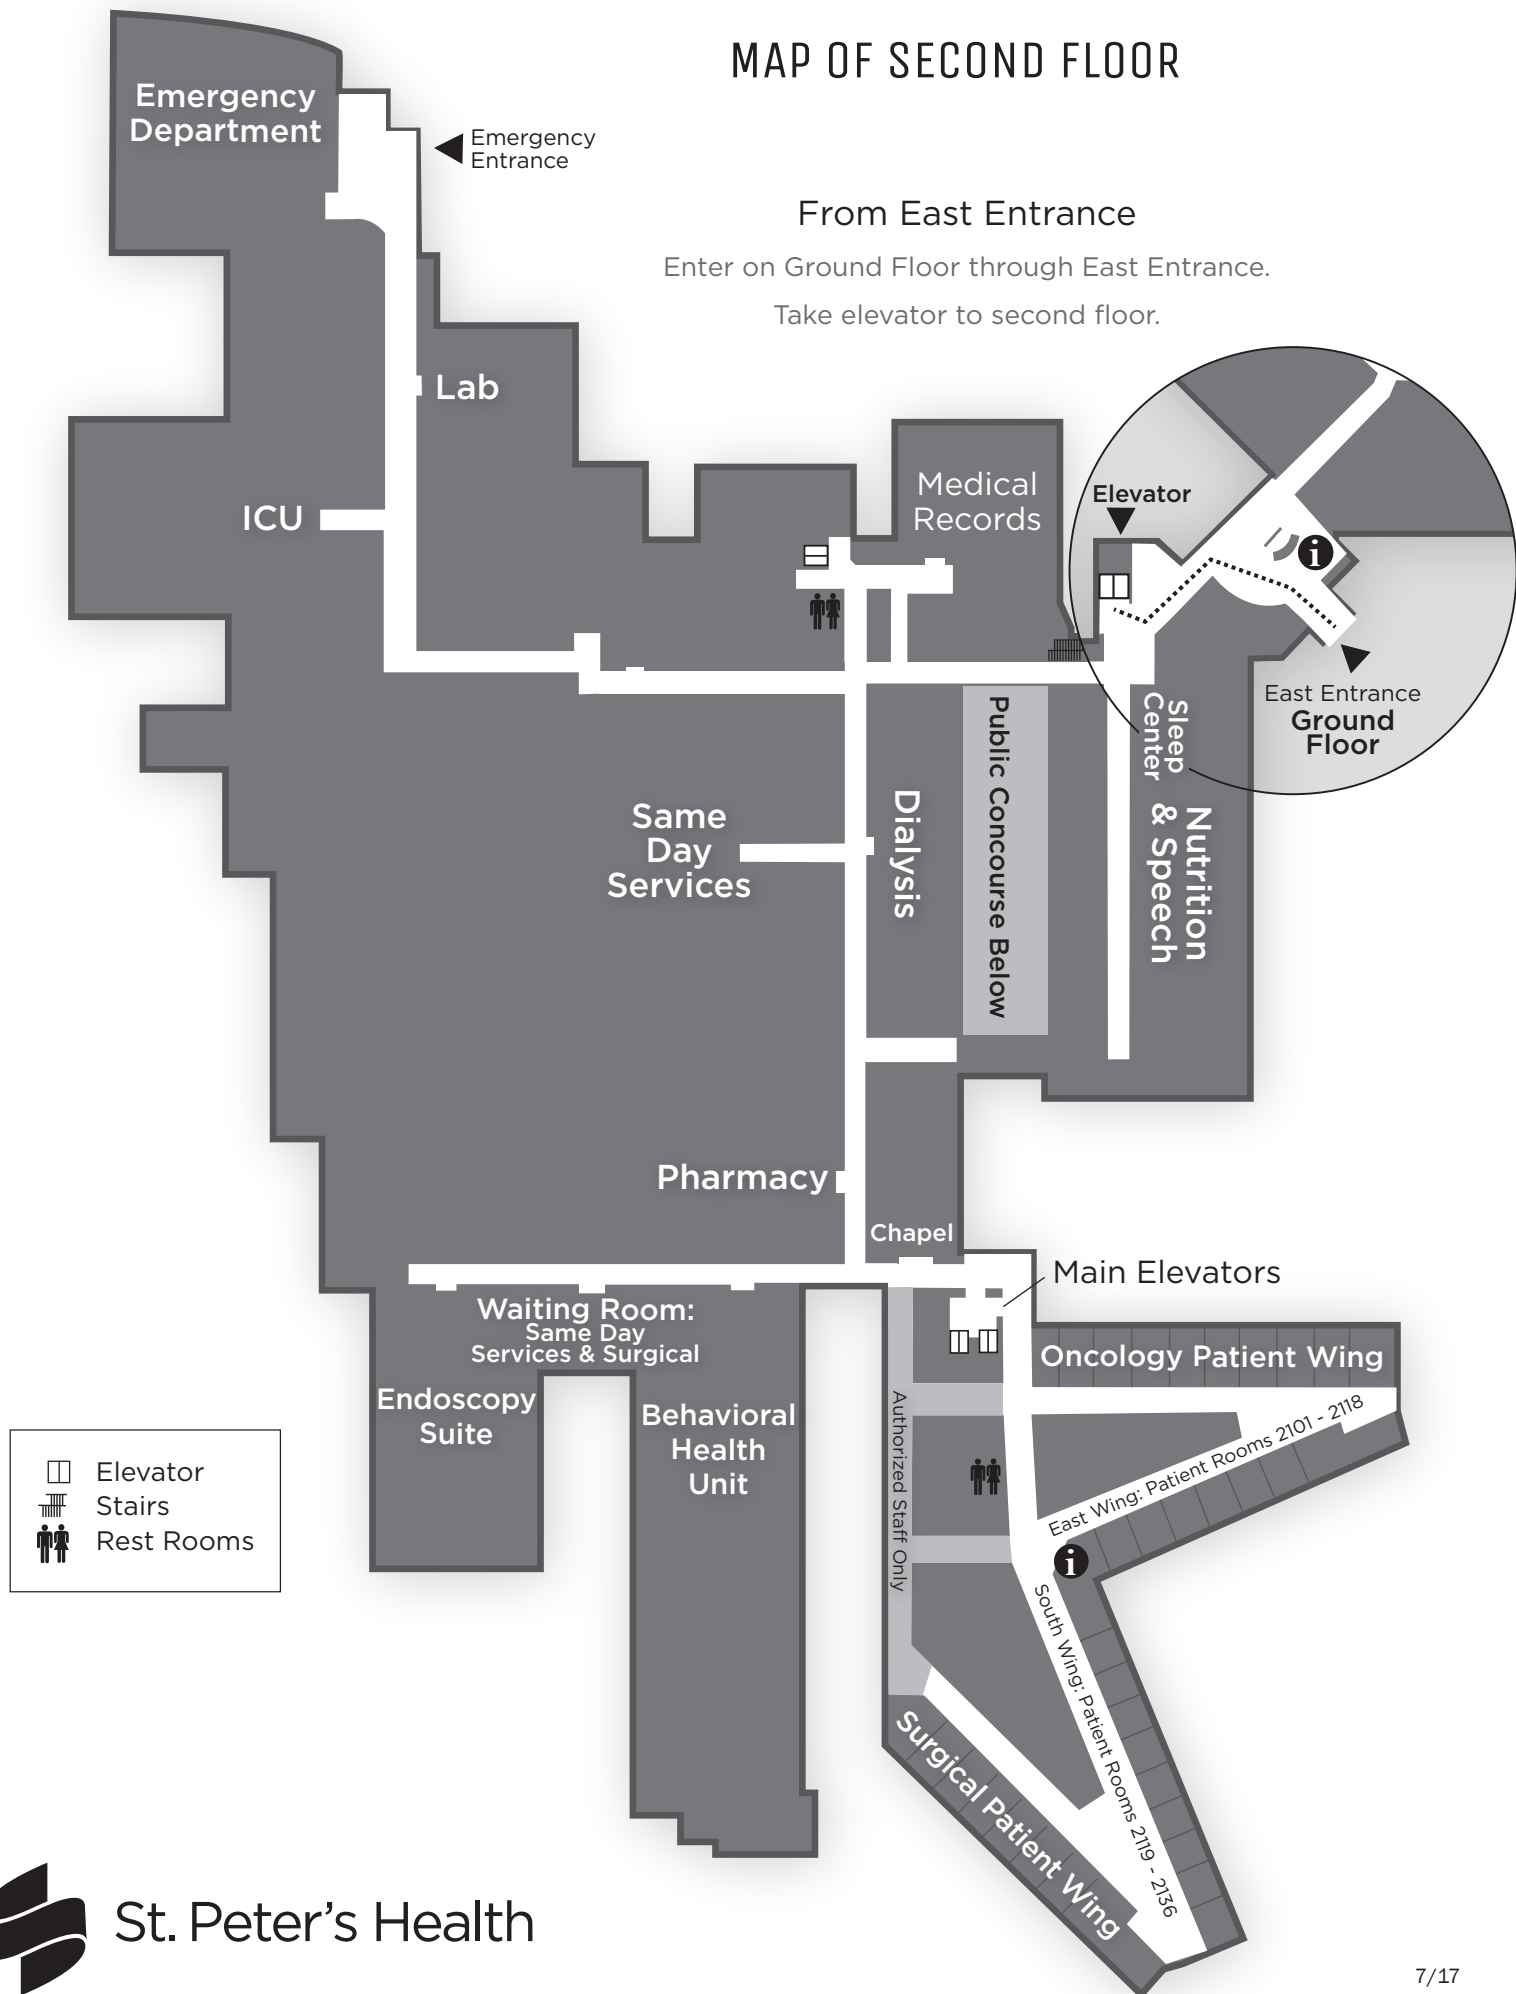 MAP OF SECOND FLOOR
Emergency
Department
Emergency
Entrance
From East Entrance
Enter on Ground Floor through East Entrance.
Take elevator to second floor.
Lab
ICU
Medical
Records
Elevator
i
East Entrance
Ground
Floor
Sleep
Center
Nutrition
& Speech
Public Concourse Below
Dialysis
Same
Day
Services
Pharmacy
Chapel
Main Elevators
Waiting Room:
Same Day
Services & Surgical
Endoscopy
Suite
Behavioral
Health
Unit
Authorized Staff Only
Oncology Patient Wing
East Wing: Patient Rooms 2101 - 2118
i
South Wing: Patient Rooms 2119 - 2136
Surgical Patient Wing
Elevator
Stairs
Rest Rooms
St. Peter's Health
7/17